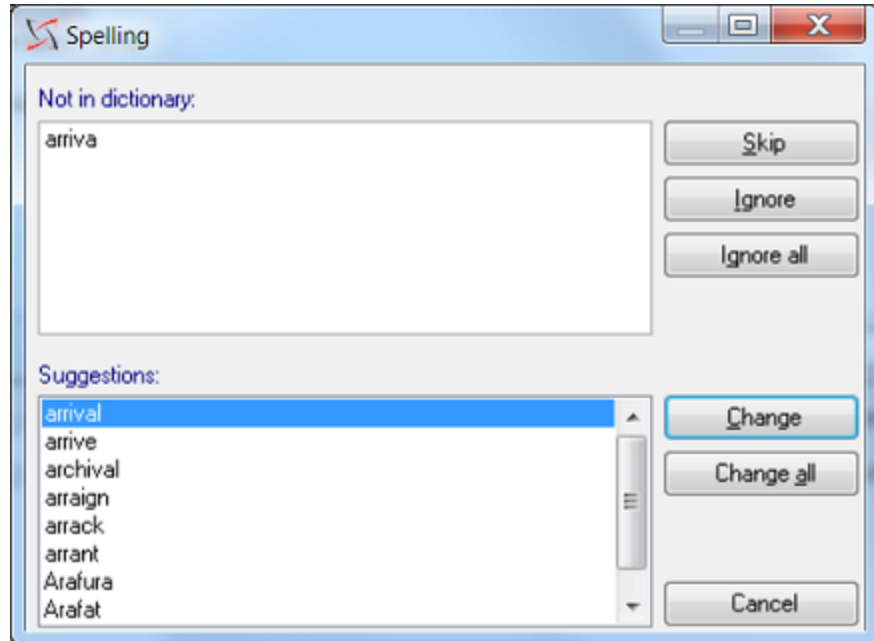 Spelling
Not in dictionary:
arriva
Skip
Ignore
Ignore all
Suggestions:
arrival
arrive
archival
arraign
arrack
arrant
Arafura
Arafat
Change
Change all
Cancel